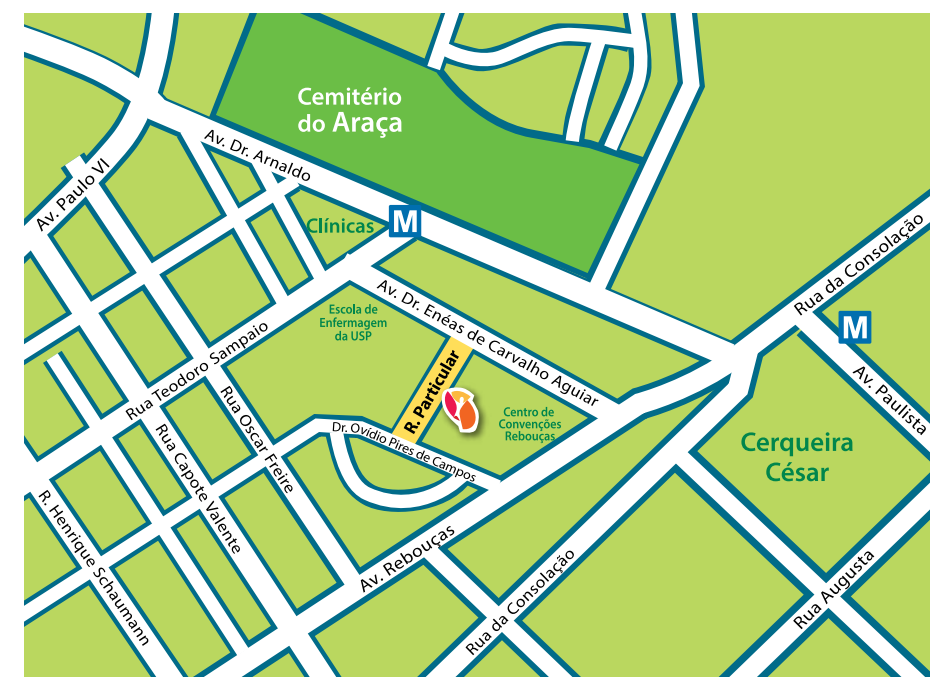 Cemitério
do Araça
Av. Dr. Arnaldo
Av. Paulo VI
Clínicas
M
Rua da Consolação
Av. Dr. Enéas de Carvalho Aguiar
Escola de
Enfermagem
da USP
M
Rua Teodoro Sampaio
R. Particular
Av. Paulista
Rua Oscar Freire
Centro de
Convenções
Rebouças
Dr. Ovídio Pires de Campos
Cerqueira
César
Rua Capote Valente
R. Henrique Schaumann
Av. Rebouças
Rua da Consolação
Rua Augusta